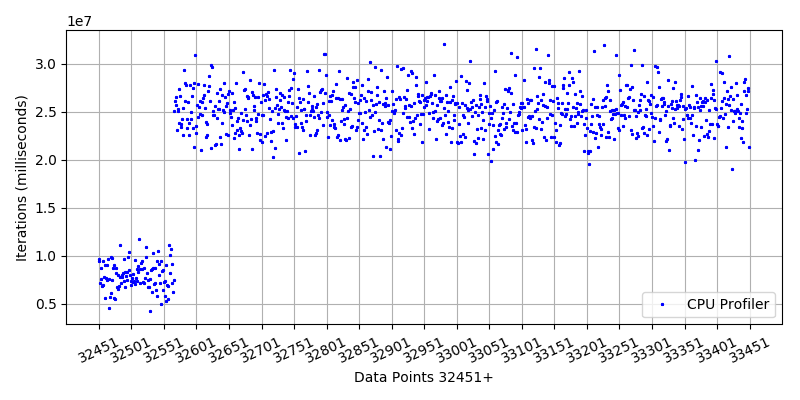 1e7
3.0
2.5
2.0
1.5
1.0
0.5
Iterations (milliseconds)
CPU Profiler
32451 32501 32551 32601 32651 32701 32751 32801 32851 32901 32951 33001 33051 33101 33151 33201 33251 33301 33351 33401 33451
Data Points 32451+